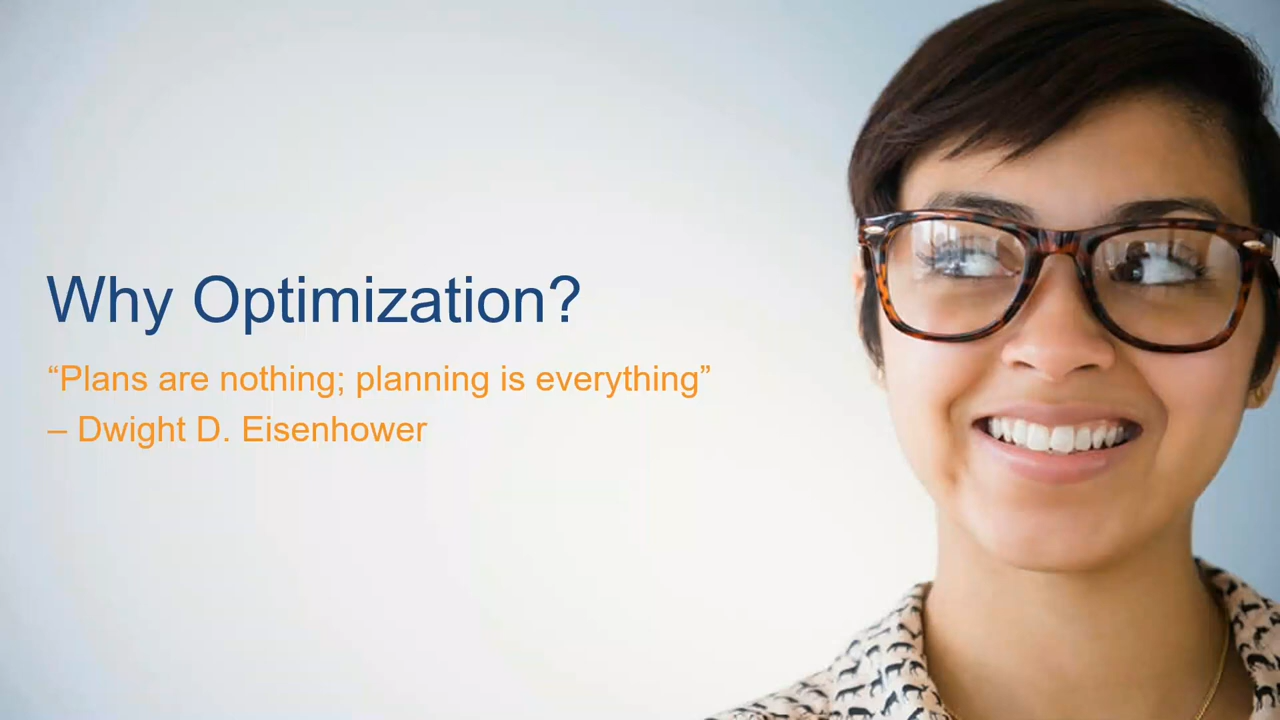 Why Optimization?
“Plans are nothing; planning is everything”
– Dwight D. Eisenhower